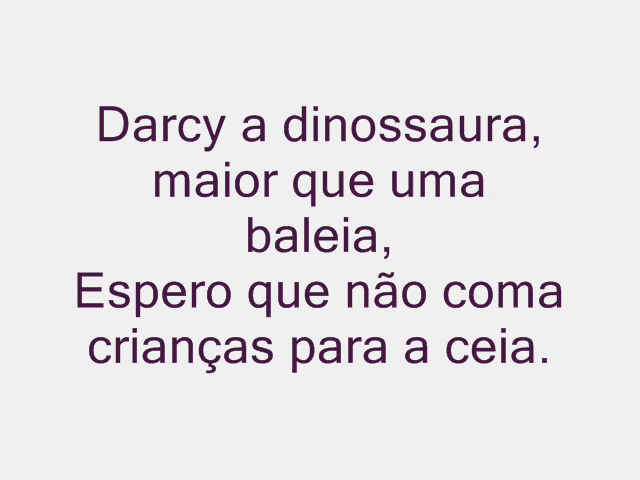 Darcy a dinossaura,
maior que uma
baleia,
Espero que não coma
crianças para a ceia.